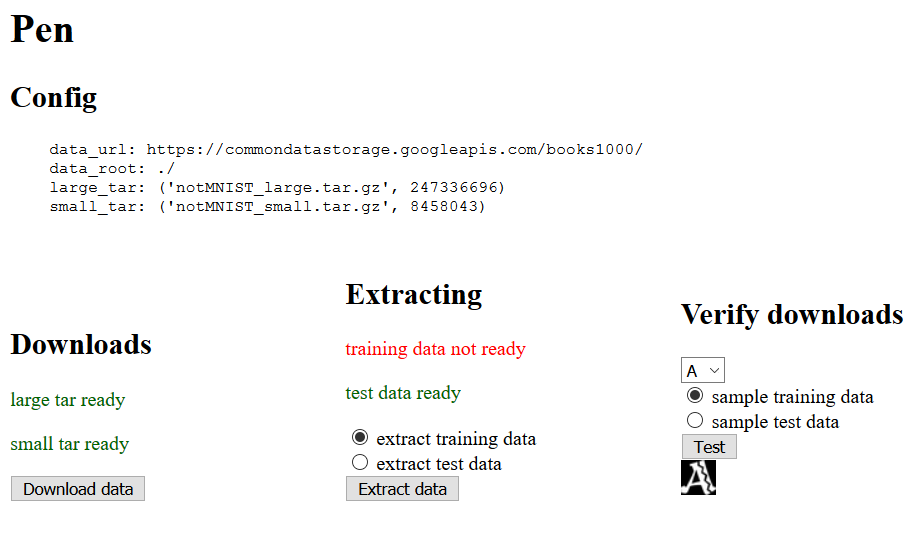 Pen
Config
data_url: https://commondatastorage.googleapis.com/books1000/
data_root: ./
large_tar: ('notMNIST_large.tar.gz', 247336696)
small_tar: ('notMNIST_small.tar.gz', 8458043)
Downloads
large tar ready
small tar ready
Download data
Extracting
training data not ready
test data ready
extract training data
extract test data
Extract data
Verify downloads
A
sample training data
sample test data
Test
A